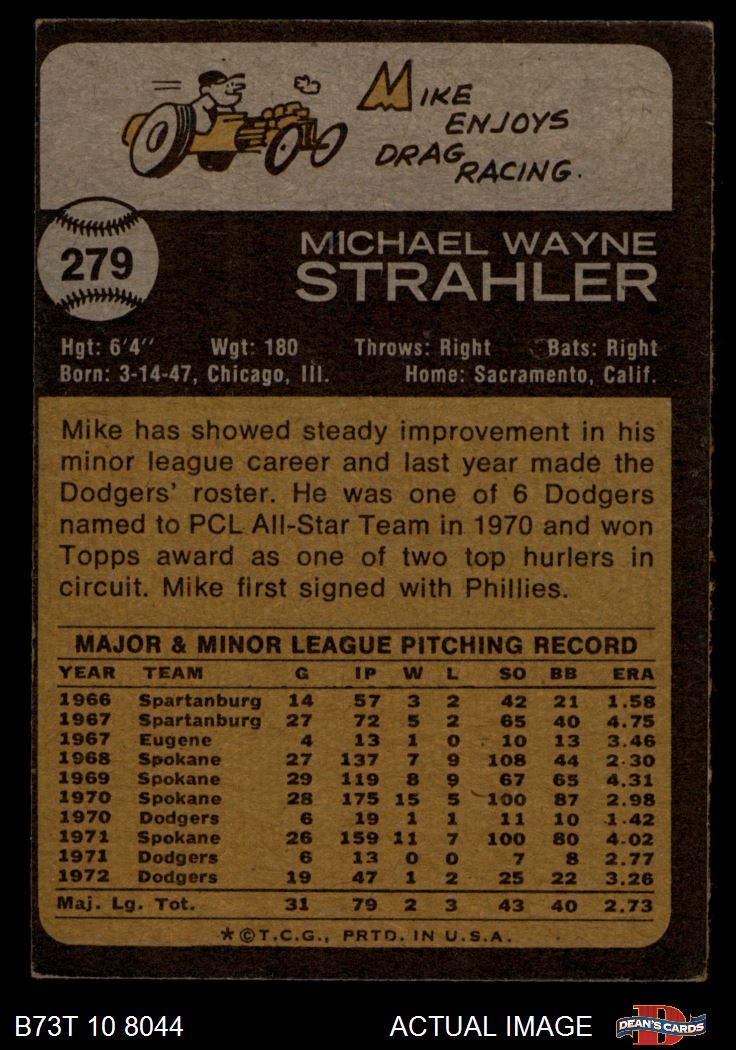 MIKE
ENJOYS
DRAG
RACING.
279
MICHAEL WAYNE
STRAHLER
Hgt: 6'4" Wgt: 180 Throws: Right Bats: Right
Born: 3-14-47, Chicago, Ill. Home: Sacramento, Calif.
Mike has showed steady improvement in his
minor league career and last year made the
Dodgers' roster. He was one of 6 Dodgers
named to PCL All-Star Team in 1970 and won
Topps award as one of two top hurlers in
circuit. Mike first signed with Phillies.
MAJOR & MINOR LEAGUE PITCHING RECORD
YEAR TEAM G IP W L SO BB ERA
1966 Spartanburg 14 57 3 2 42 21 1.58
1967 Spartanburg 27 72 5 2 65 40 4.75
1967 Eugene 4 13 1 0 10 13 3.46
1968 Spokane 27 137 7 9 108 44 2.30
1969 Spokane 29 119 8 9 67 65 4.31
1970 Spokane 28 175 15 5 100 87 2.98
1970 Dodgers 6 19 1 1 11 10 1.42
1971 Spokane 26 159 11 7 100 80 4.02
1971 Dodgers 6 13 0 0 7 8 2.77
1972 Dodgers 19 47 1 2 25 22 3.26
Maj. Lg. Tot. 31 79 2 3 43 40 2.73
*©T.C.G., PRTD. IN U.S.A.
B73T 10 8044 ACTUAL IMAGE DEAN'S CARDS